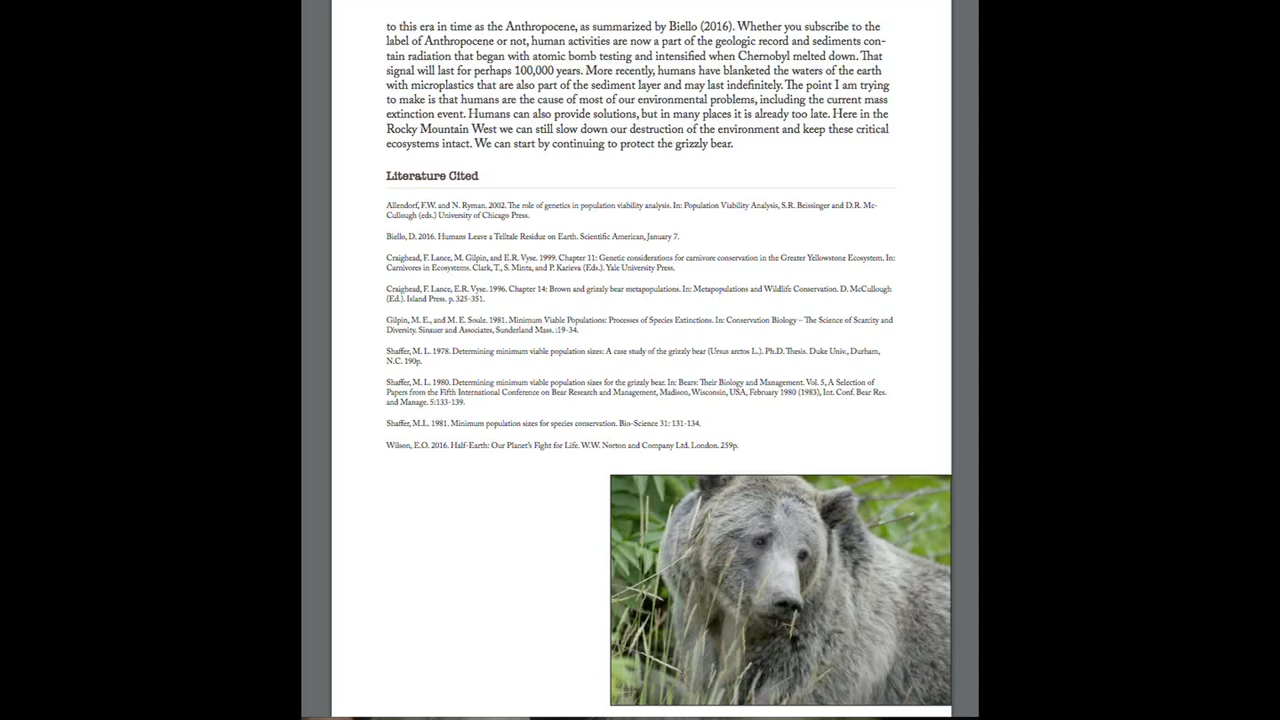 to this era in time as the Anthropocene, as summarized by Biello (2016). Whether you subscribe to the
label of Anthropocene or not, human activities are now a part of the geologic record and sediments con-
tain radiation that began with atomic bomb testing and intensified when Chernobyl melted down. That
signal will last for perhaps 100,000 years. More recently, humans have blanketed the waters of the earth
with microplastics that are also part of the sediment layer and may last indefinitely. The point I am trying
to make is that humans are the cause of most of our environmental problems, including the current mass
extinction event. Humans can also provide solutions, but in many places it is already too late. Here in the
Rocky Mountain West we can still slow down our destruction of the environment and keep these critical
ecosystems intact. We can start by continuing to protect the grizzly bear.
Literature Cited
Allendorf, F.W. and N. Ryman. 2002. The role of genetics in population viability analysis. In: Population Viability Analysis, S.R. Beissinger and D.R. Mc-
Cullough (eds.) University of Chicago Press.
Biello, D. 2016. Humans Leave a Telltale Residue on Earth. Scientific American, January 7.
Craighead, F. Lance, M. Gilpin, and E.R. Vyse. 1999. Chapter 11: Genetic considerations for carnivore conservation in the Greater Yellowstone Ecosystem. In:
Carnivores in Ecosystems. Clark, T., S. Minta, and P. Karieva (Eds.). Yale University Press.
Craighead, F. Lance, E.R. Vyse. 1996. Chapter 14: Brown and grizzly bear metapopulations. In: Metapopulations and Wildlife Conservation. D. McCullough
(Ed.). Island Press. p. 325-351.
Gilpin, M. E., and M. E. Soule. 1981. Minimum Viable Populations: Processes of Species Extinctions. In: Conservation Biology – The Science of Scarcity and
Diversity. Sinauer and Associates, Sunderland Mass. :19-34.
Shaffer, M. L. 1978. Determining minimum viable population sizes: A case study of the grizzly bear (Ursus arctos L.). Ph.D. Thesis. Duke Univ., Durham,
N.C. 190p.
Shaffer, M. L. 1980. Determining minimum viable population sizes for the grizzly bear. In: Bears: Their Biology and Management. Vol. 5, A Selection of
Papers from the Fifth International Conference on Bear Research and Management, Madison, Wisconsin, USA, February 1980 (1983), Int. Conf. Bear Res.
and Manage. 5:133-139.
Shaffer, M.L. 1981. Minimum population sizes for species conservation. Bio-Science 31: 131-134.
Wilson, E.O. 2016. Half-Earth: Our Planet's Fight for Life. W.W. Norton and Company Ltd. London. 259p.